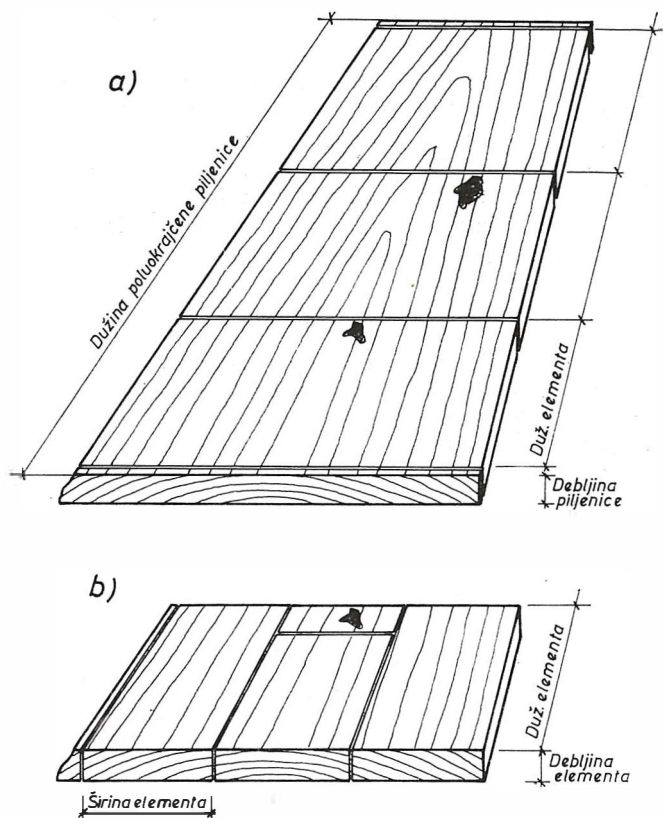 a)
Dužina poluokrajčene piljenice
Duž. elementa
Debljina
piljenice
b)
Duž. elementa
Debljina
elementa
Širina elementa